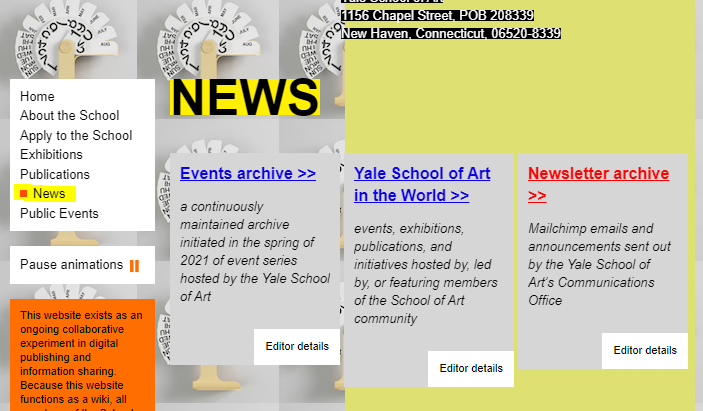 Yale School of Art
1156 Chapel Street, POB 208339
New Haven, Connecticut, 06520-8339
NEWS
Home
About the School
Apply to the School
Exhibitions
Publications
News
Public Events
Pause animations
This website exists as an
ongoing collaborative
experiment in digital
publishing and
information sharing.
Because this website
functions as a wiki, all
Events archive >>
a continuously
maintained archive
initiated in the spring of
2021 of event series
hosted by the Yale School
of Art
Editor details
Yale School of Art
in the World >>
events, exhibitions,
publications, and
initiatives hosted by, led
by, or featuring members
of the School of Art
community
Editor details
Newsletter archive
>>
Mailchimp emails and
announcements sent out
by the Yale School of
Art's Communications
Office
Editor details